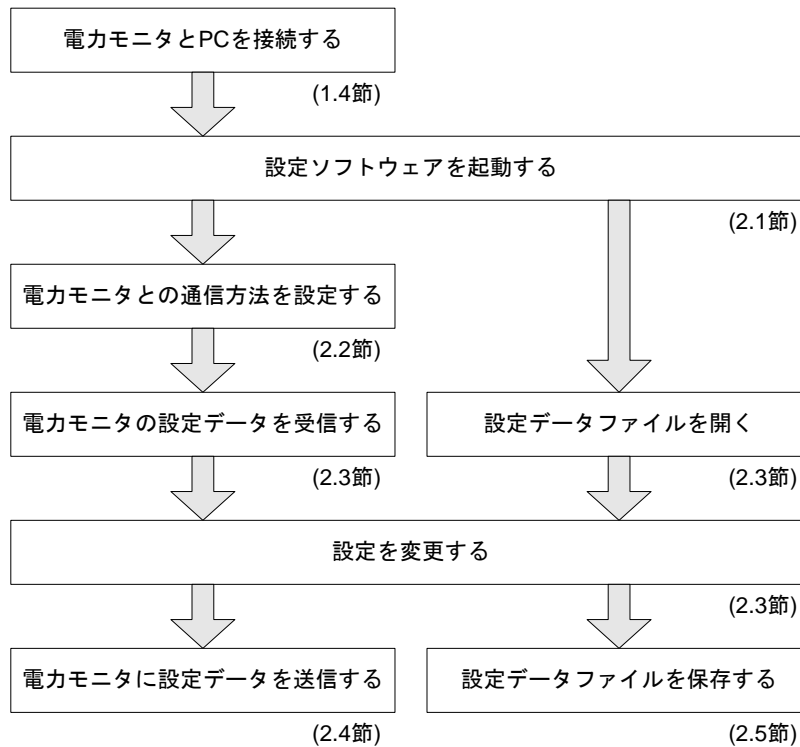 電力モニタとPCを接続する
(1.4節)
設定ソフトウェアを起動する
(2.1節)
電力モニタとの通信方法を設定する
(2.2節)
電力モニタの設定データを受信する
設定データファイルを開く
(2.3節)
(2.3節)
設定を変更する
(2.3節)
電力モニタに設定データを送信する
設定データファイルを保存する
(2.4節)
(2.5節)